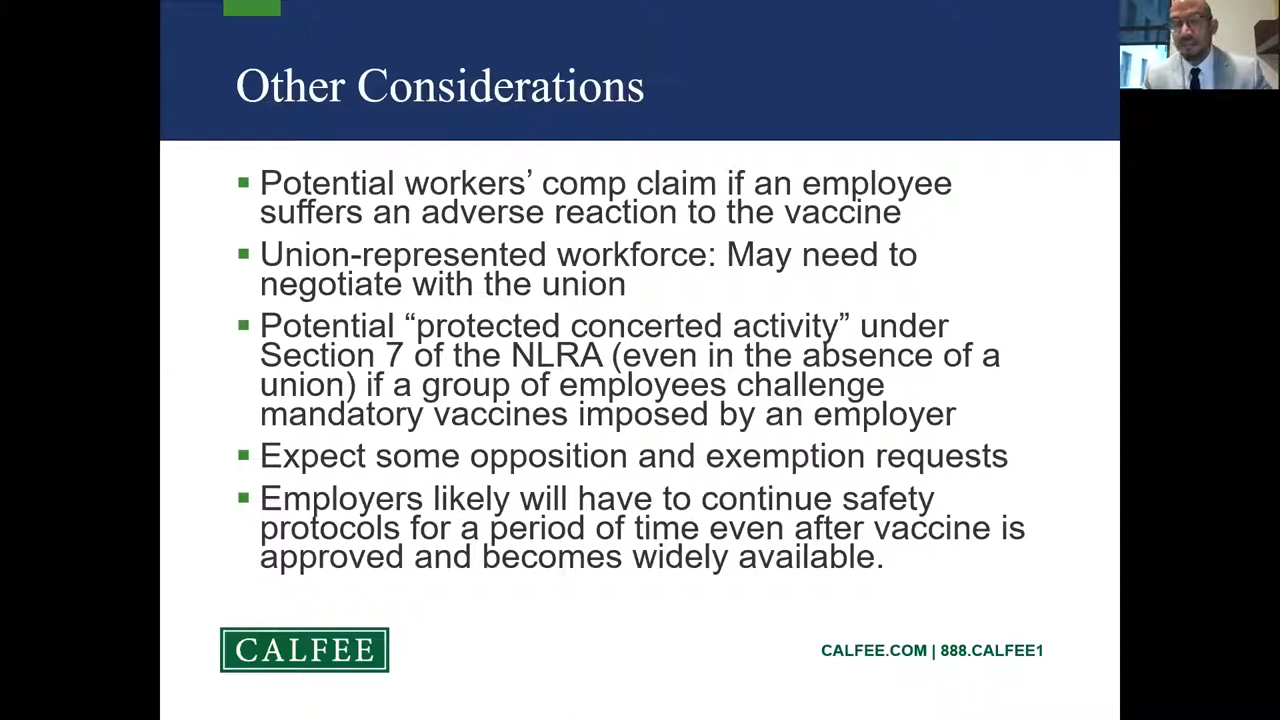 Other Considerations
▪ Potential workers’ comp claim if an employee
suffers an adverse reaction to the vaccine
▪ Union-represented workforce: May need to
negotiate with the union
▪ Potential “protected concerted activity” under
Section 7 of the NLRA (even in the absence of a
union) if a group of employees challenge
mandatory vaccines imposed by an employer
▪ Expect some opposition and exemption requests
▪ Employers likely will have to continue safety
protocols for a period of time even after vaccine is
approved and becomes widely available.
CALFEE
CALFEE.COM | 888.CALFEE1